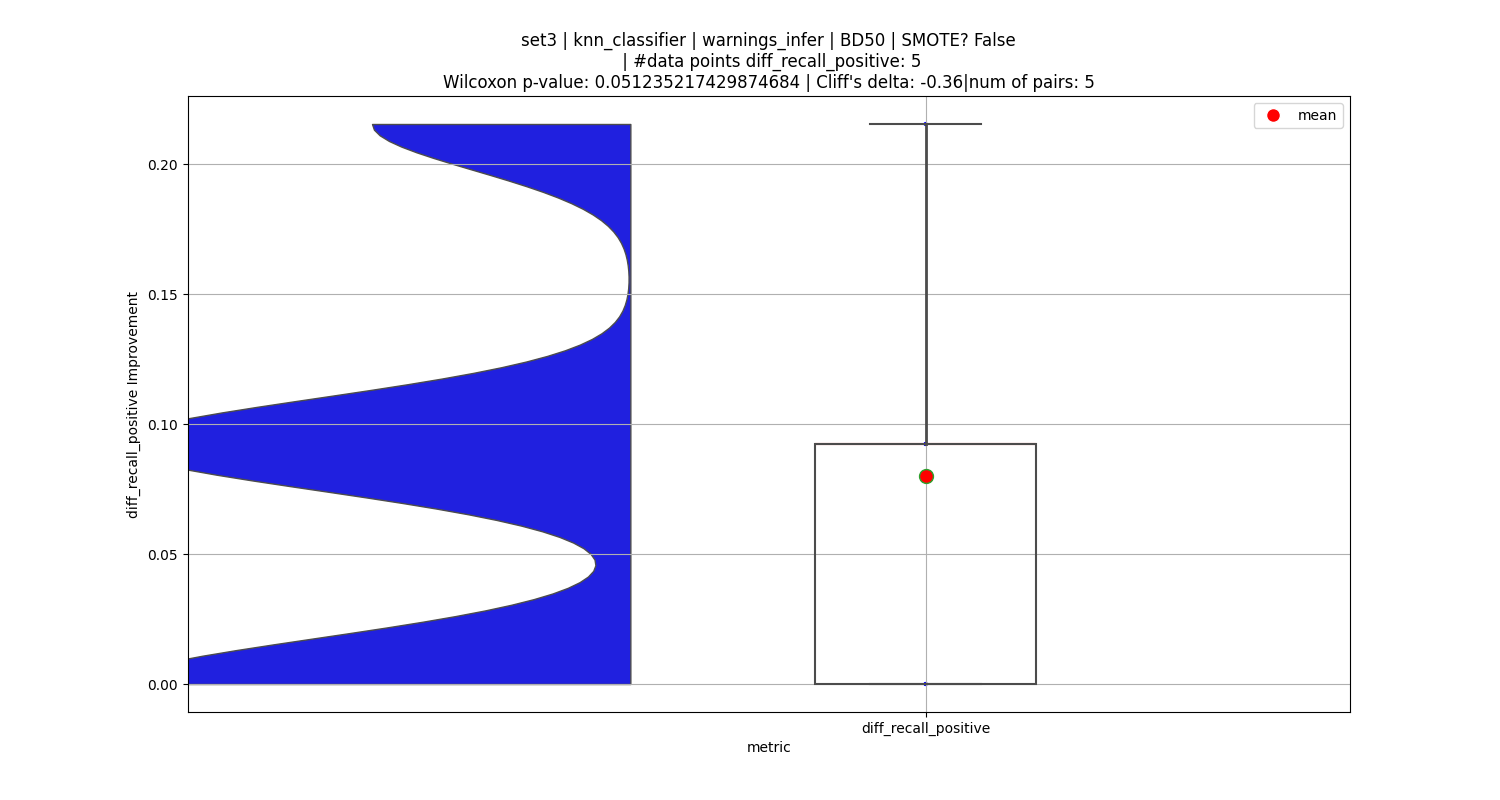 set3 | knn_classifier | warnings_infer | BD50 | SMOTE? False
| #data points diff_recall_positive: 5
Wilcoxon p-value: 0.051235217429874684 | Cliff's delta: -0.36|num of pairs: 5
mean
diff_recall_positive Improvement
0.20
0.15
0.10
0.05
0.00
diff_recall_positive
metric